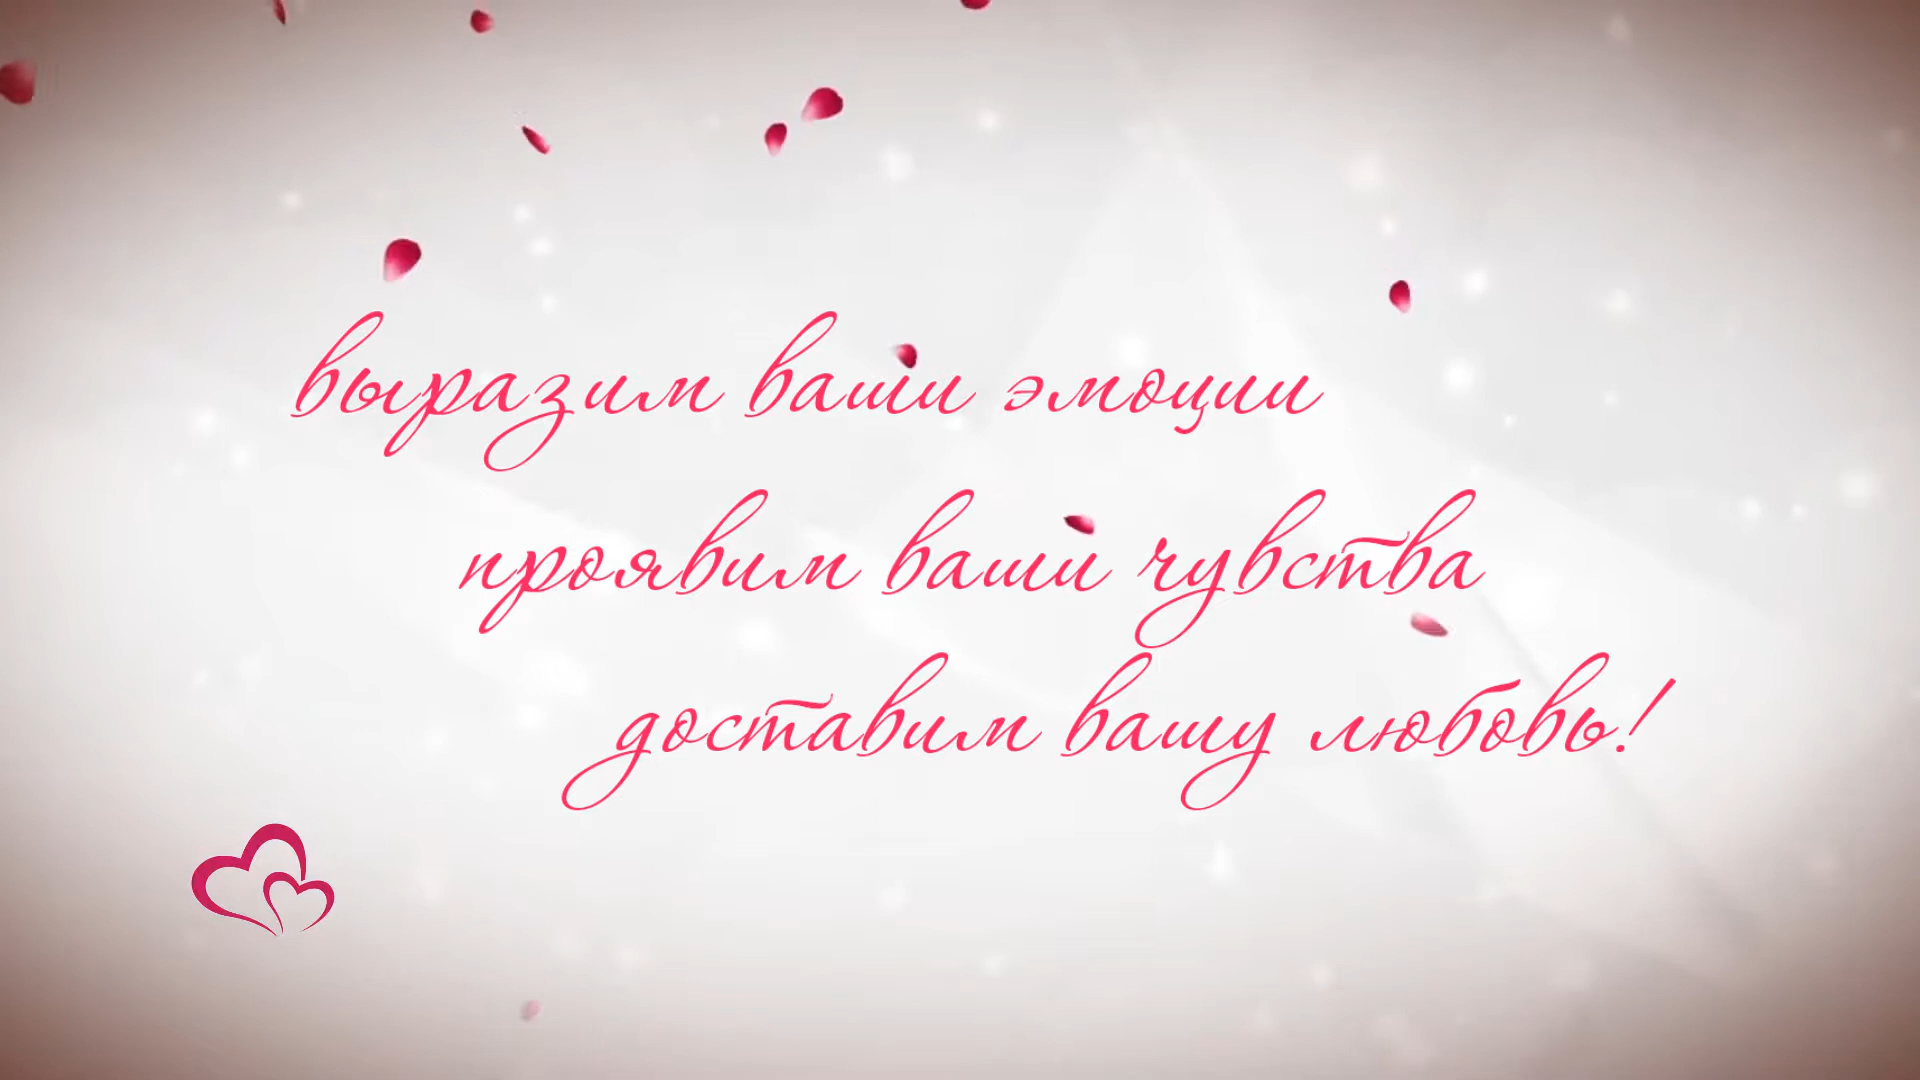 выразим ваши эмоции
проявим ваши чувства
доставим вашу любовь!